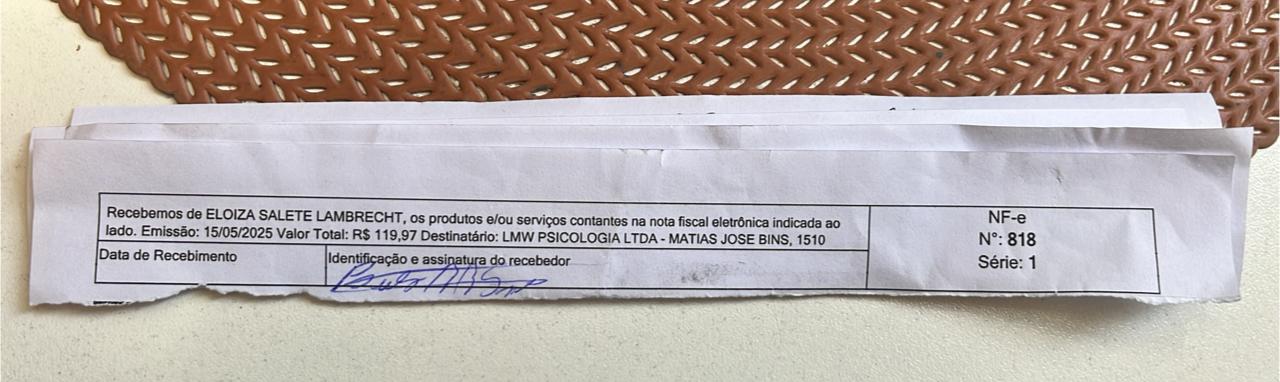 Recebemos de ELOIZA SALETE LAMBRECHT, os produtos e/ou serviços contantes na nota fiscal eletrônica indicada ao
lado. Emissão: 15/05/2025 Valor Total: R$ 119,97 Destinatário: LMW PSICOLOGIA LTDA - MATIAS JOSE BINS, 1510
Data de Recebimento
Identificação e assinatura do recebedor
NF-e
N°: 818
Série: 1